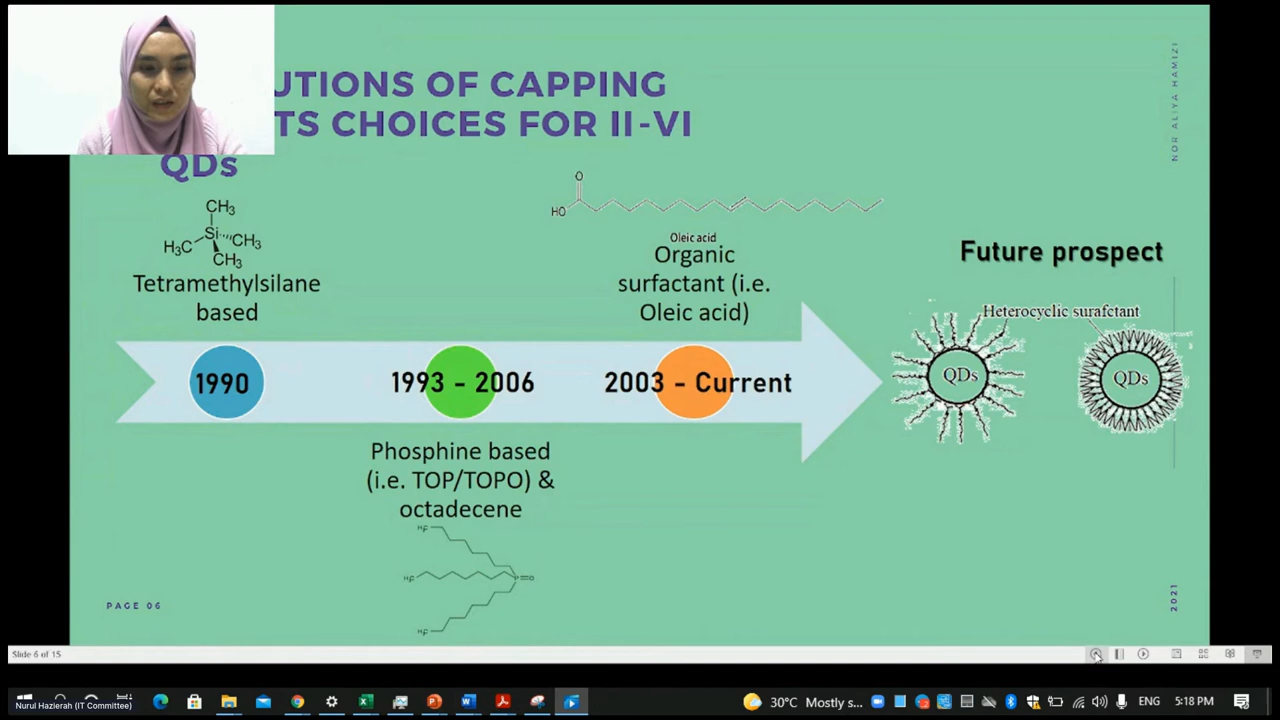 UTIONS OF CAPPING
TS CHOICES FOR II-VI
QDs
NOR ALIYA HAMIZI
CH3
Si
H3C
CH3
CH3
Tetramethylsilane
based
O
HO
Oleic acid
Organic
surfactant (i.e.
Oleic acid)
Future prospect
Heterocyclic surafctant
QDs
QDs
1990
1993 - 2006
2003 - Current
Phosphine based
(i.e. TOP/TOPO) &
octadecene
P
O
PAGE 06
2021
Slide 6 of 15
Nurul Hazierah (IT Committee)
30°C Mostly s...
ENG
5:18 PM